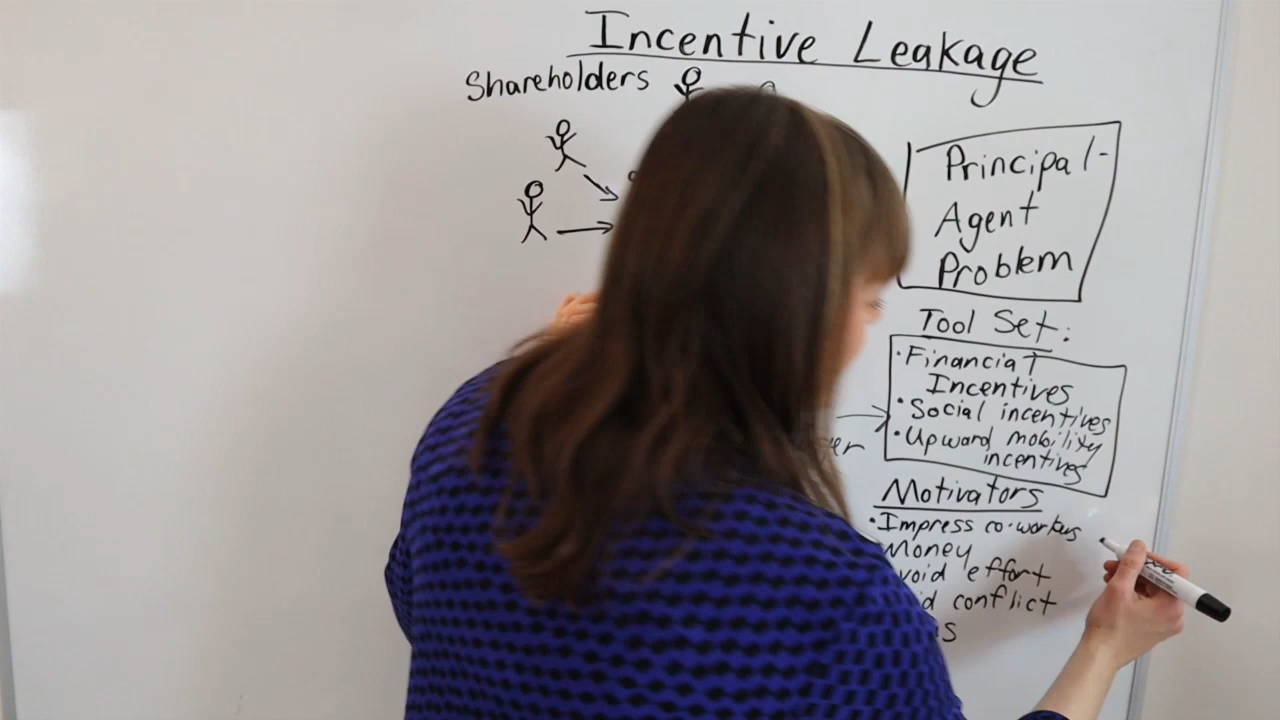 Incentive Leakage
Shareholders
Principal-
Agent
Problem
Tool Set:
• Financial
Incentives
• Social incentives
• Upward mobility
incentives
Motivators
• Impress co-workers
Money
void effort
conflict